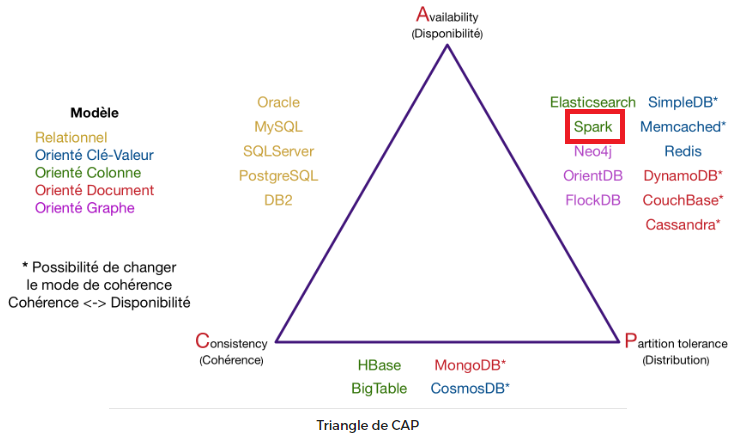 Availability
(Disponibilité)
Modèle
Relationnel
Orienté Clé-Valeur
Orienté Colonne
Orienté Document
Orienté Graphe
* Possibilité de changer
le mode de cohérence
Cohérence <-> Disponibilité
Oracle
MySQL
SQLServer
PostgreSQL
DB2
Elasticsearch SimpleDB*
Spark Memcached*
Neo4j Redis
OrientDB DynamoDB*
FlockDB CouchBase*
Cassandra*
Consistency
(Cohérence)
Partition tolerance
(Distribution)
HBase MongoDB*
BigTable CosmosDB*
Triangle de CAP